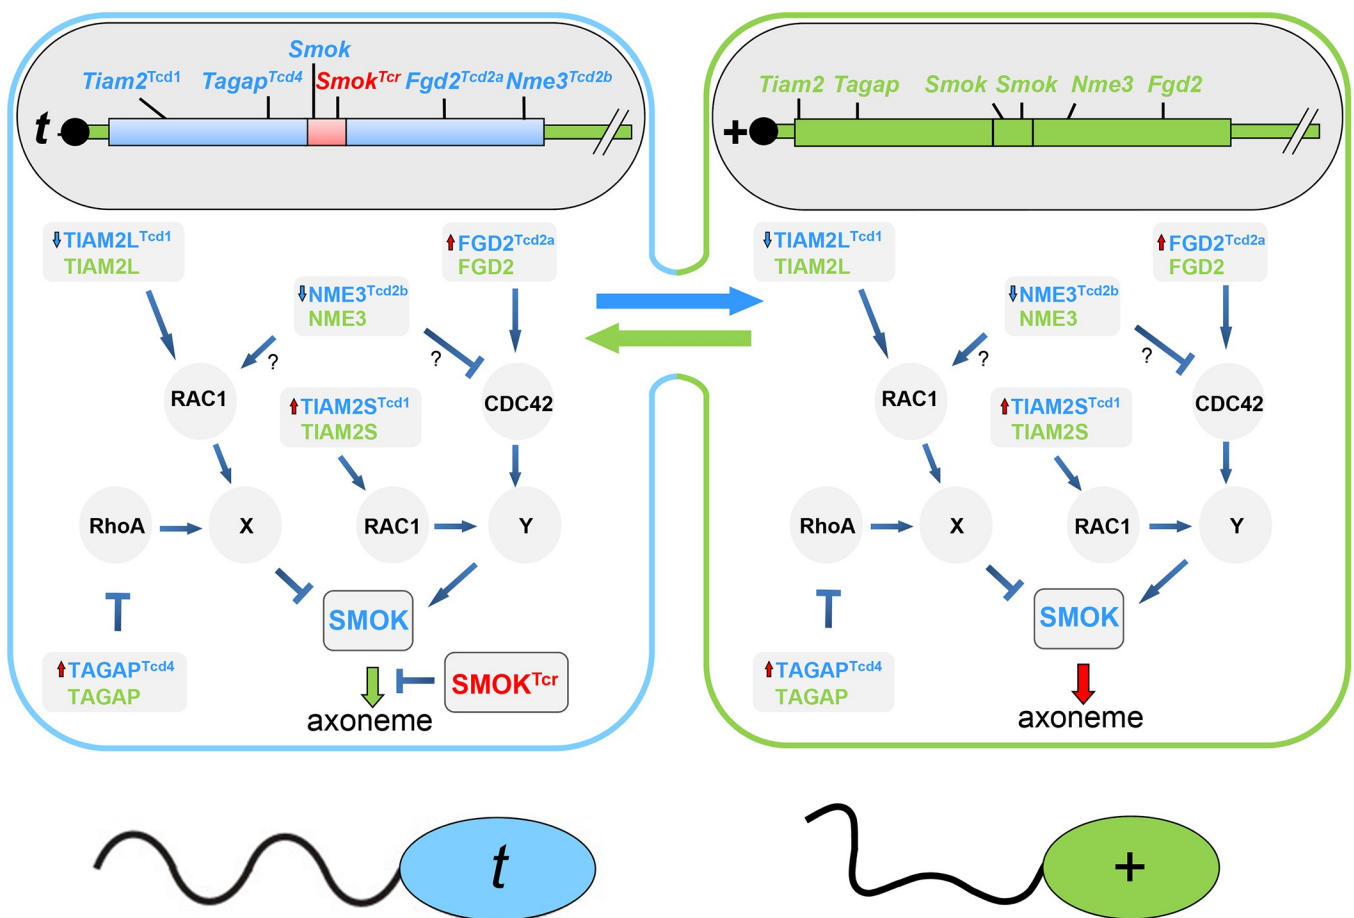 Smok
Tiam2Tcd1 TagapTcd4 SmokTcr Fgd2Tcd2a Nme3Tcd2b
t
Tiam2 Tagap Smok Smok Nme3 Fgd2
+
TIAM2LTcd1
TIAM2L
FGD2Tcd2a
FGD2
NME3Tcd2b
NME3
?
?
RAC1
TIAM2STcd1
TIAM2S
CDC42
RhoA
X
RAC1
Y
SMOK
TAGAPTcd4
TAGAP
SMOKTcr
axoneme
TIAM2LTcd1
TIAM2L
FGD2Tcd2a
FGD2
NME3Tcd2b
NME3
?
?
RAC1
TIAM2STcd1
TIAM2S
CDC42
RhoA
X
RAC1
Y
SMOK
TAGAPTcd4
TAGAP
axoneme
t
+